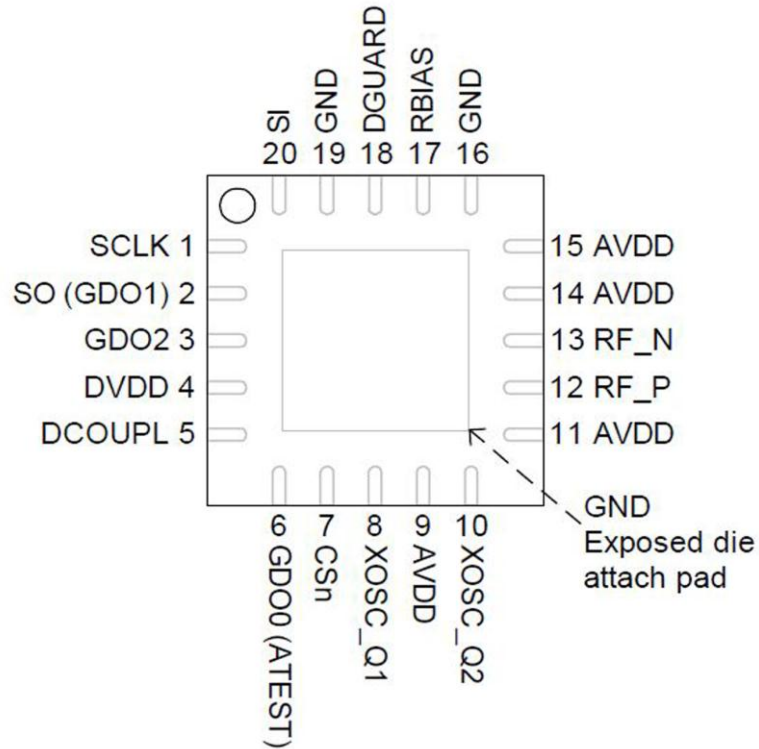 SI
GND
DGUARD
RBIAS
GND
20 19 18 17 16
SCLK 1
SO (GDO1) 2
GDO2 3
DVDD 4
DCOUPL 5
15 AVDD
14 AVDD
13 RF_N
12 RF_P
11 AVDD
6 7 8 9 10
GDO0 (ATEST)
CSn
XOSC_Q1
AVDD
XOSC_Q2
GND
Exposed die
attach pad